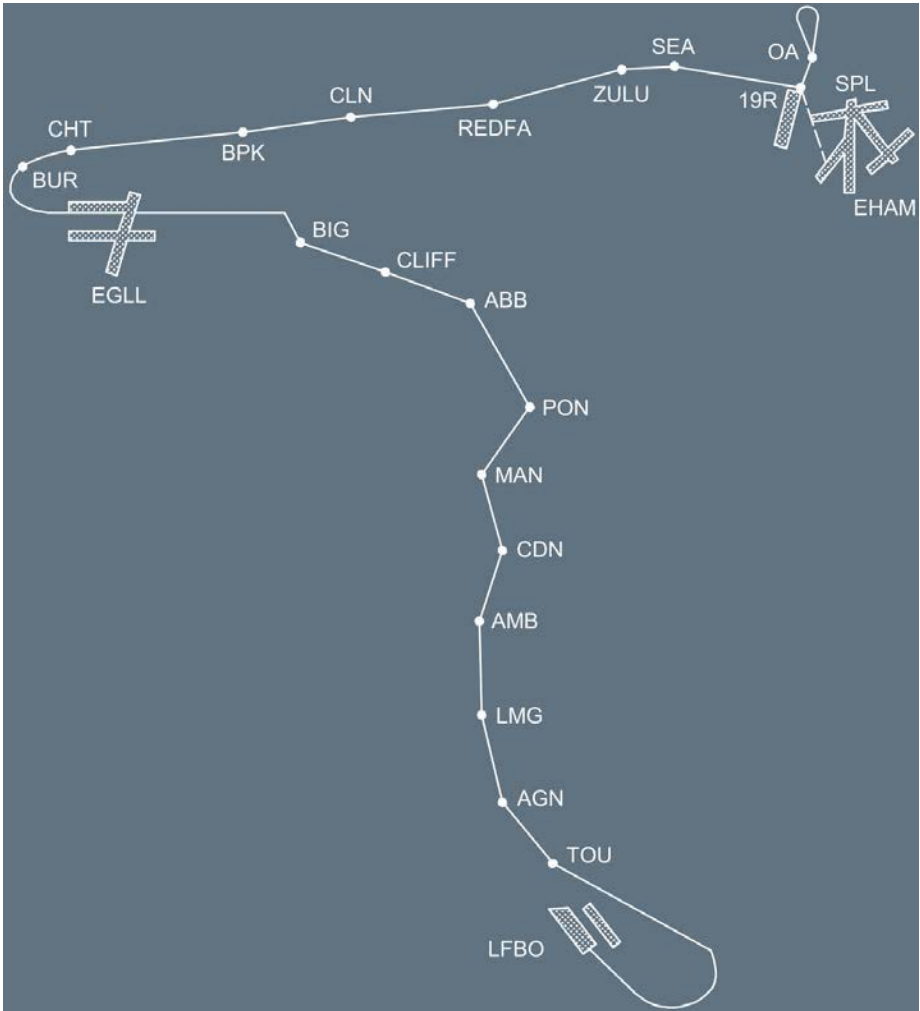 SEA
OA
ZULU
19R
SPL
CLN
REDFA
CHT
BPK
BUR
EHAM
BIG
CLIFF
EGLL
ABB
PON
MAN
CDN
AMB
LMG
AGN
TOU
LFBO